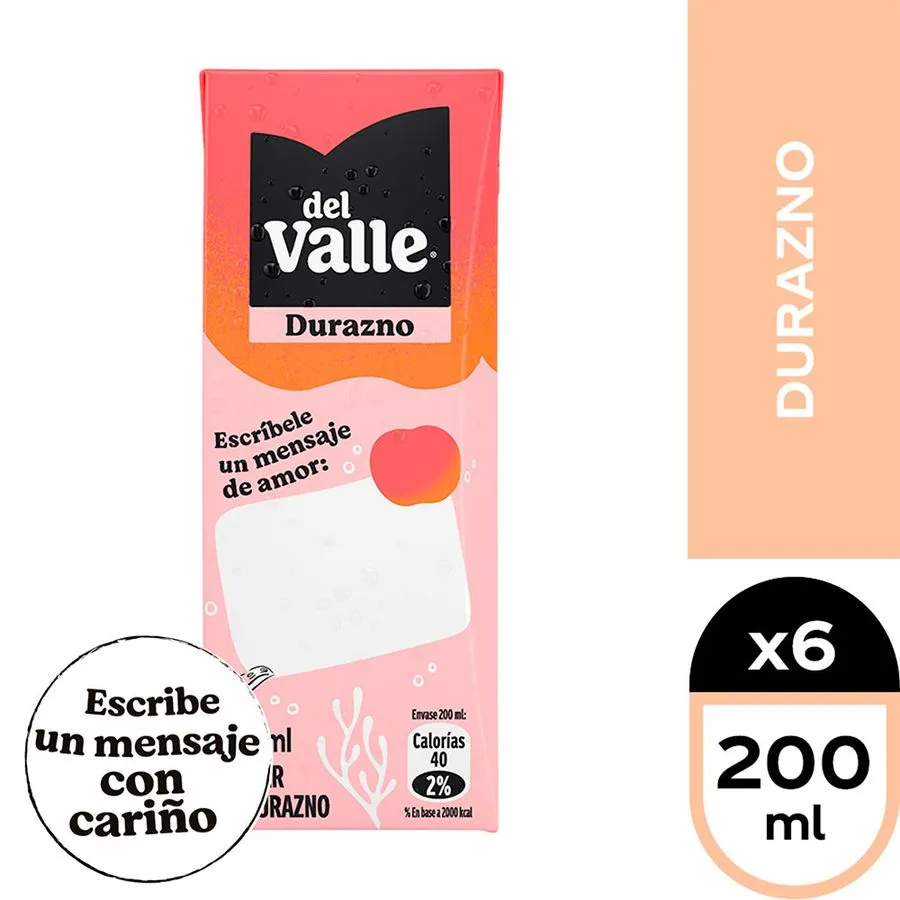 del
Valle®
Durazno
Escríbele
un mensaje
de amor:
Envase 200 ml:
Calorías
40
2%
% En base a 2000 kcal
ml
DURAZNO
Escribe
un mensaje
con
cariño
DURAZNO
x6
200
ml